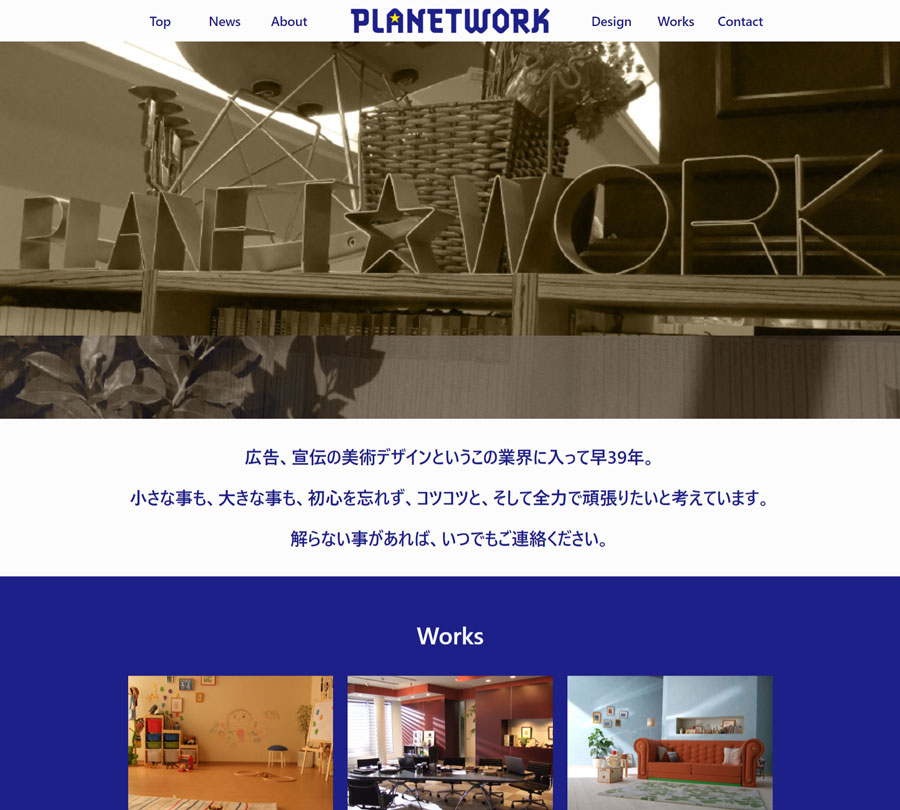 Top News About PLANETWORK Design Works Contact
PLANET★WORK
広告、宣伝の美術デザインというこの業界に入って早39年。
小さな事も、大きな事も、初心を忘れず、コツコツと、そして全力で頑張りたいと考えています。
解らない事があれば、いつでもご連絡ください。
Works